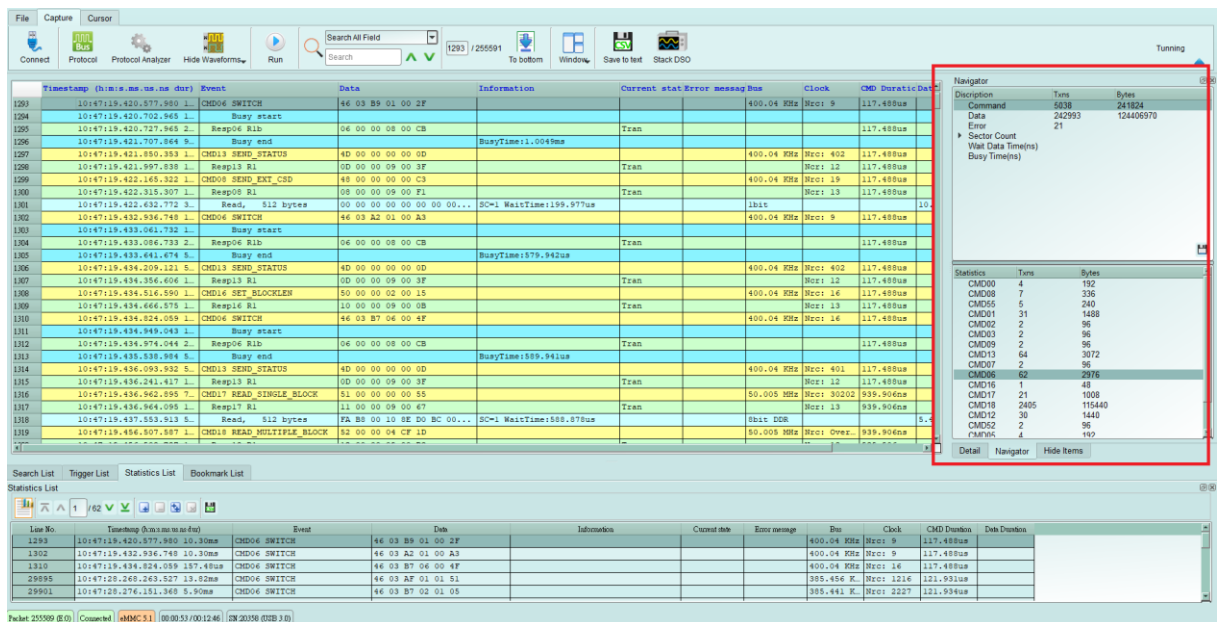 File Capture Cursor
Connect Protocol Protocol Analyzer Hide Waveforms Run Search All Field Search 1293 / 255591 To bottom Window Save to text Stack DSO Tunning
Timestamp (h:m:s.ms.us.ns dur) Event Data Information Current stat Error messag Bus Clock CMD Duratic Dat
1293 10:47:19.420.577.980 1... CMD06 SWITCH 46 03 B9 01 00 2F 400.04 KHz Nrc: 9 117.488us
1294 10:47:19.420.702.965 1... Busy start
1295 10:47:19.420.727.965 2... Resp06 R1b 06 00 00 08 00 CB Tran 117.488us
1296 10:47:19.421.707.864 9... Busy end BusyTime:1.0049ms
1297 10:47:19.421.850.353 1... CMD13 SEND_STATUS 4D 00 00 00 00 0D 400.04 KHz Nrc: 402 117.488us
1298 10:47:19.421.997.838 1... Resp13 R1 0D 00 00 09 00 3F Tran Ncr: 12 117.488us
1299 10:47:19.422.165.322 1... CMD08 SEND_EXT_CSD 48 00 00 00 00 C3 400.04 KHz Nrc: 19 117.488us
1300 10:47:19.422.315.307 1... Resp08 R1 08 00 00 09 00 F1 Tran Ncr: 13 117.488us
1301 10:47:19.422.632.772 3... Read, 512 bytes 00 00 00 00 00 00 00 00... SC=1 WaitTime:199.977us 1bit 10.
1302 10:47:19.432.936.748 1... CMD06 SWITCH 46 03 A2 01 00 A3 400.04 KHz Nrc: 9 117.488us
1303 10:47:19.433.061.732 1... Busy start
1304 10:47:19.433.086.733 2... Resp06 R1b 06 00 00 08 00 CB Tran 117.488us
1305 10:47:19.433.641.674 5... Busy end BusyTime:579.942us
1306 10:47:19.434.209.121 5... CMD13 SEND_STATUS 4D 00 00 00 00 0D 400.04 KHz Nrc: 402 117.488us
1307 10:47:19.434.356.606 1... Resp13 R1 0D 00 00 09 00 3F Tran Ncr: 12 117.488us
1308 10:47:19.434.516.590 1... CMD16 SET_BLOCKLEN 50 00 00 02 00 15 400.04 KHz Nrc: 16 117.488us
1309 10:47:19.434.666.575 1... Resp16 R1 10 00 00 09 00 0B Tran Ncr: 13 117.488us
1310 10:47:19.434.824.059 1... CMD06 SWITCH 46 03 B7 06 00 4F 400.04 KHz Nrc: 16 117.488us
1311 10:47:19.434.949.043 1... Busy start
1312 10:47:19.434.974.044 2... Resp06 R1b 06 00 00 08 00 CB Tran 117.488us
1313 10:47:19.435.538.984 5... Busy end BusyTime:589.941us
1314 10:47:19.436.093.932 5... CMD13 SEND_STATUS 4D 00 00 00 00 0D 400.04 KHz Nrc: 401 117.488us
1315 10:47:19.436.241.417 1... Resp13 R1 0D 00 00 09 00 3F Tran Ncr: 12 117.488us
1316 10:47:19.436.962.895 7... CMD17 READ_SINGLE_BLOCK 51 00 00 00 00 55 50.005 MHz Nrc: 30202 939.906ns
1317 10:47:19.436.964.095 1... Resp17 R1 11 00 00 09 00 67 Tran Ncr: 13 939.906ns
1318 10:47:19.437.553.913 5... Read, 512 bytes FA B8 00 10 8E D0 BC 00... SC=1 WaitTime:588.878us 8bit DDR 5.4
1319 10:47:19.456.507.587 1... CMD18 READ_MULTIPLE_BLOCK 52 00 00 04 CF 1D 50.005 MHz Nrc: Over... 939.906ns
Navigator
Discription Txns Bytes
Command 5038 241824
Data 242993 124406970
Error 21
Sector Count
Wait Data Time(ns)
Busy Time(ns)
Statistics Txns Bytes
CMD00 4 192
CMD08 7 336
CMD55 5 240
CMD01 31 1488
CMD02 2 96
CMD03 2 96
CMD09 2 96
CMD13 64 3072
CMD07 2 96
CMD06 62 2976
CMD16 1 48
CMD17 21 1008
CMD18 2405 115440
CMD12 30 1440
CMD52 2 96
CMD05 4 192
Detail Navigator Hide Items
Search List Trigger List Statistics List Bookmark List
Statistics List
1 / 62
Line No. Timestamp (h:m:s.ms.us.ns dur) Event Data Information Current state Error message Bus Clock CMD Duration Data Duration
1293 10:47:19.420.577.980 10.30ms CMD06 SWITCH 46 03 B9 01 00 2F 400.04 KHz Nrc: 9 117.488us
1302 10:47:19.432.936.748 10.30ms CMD06 SWITCH 46 03 A2 01 00 A3 400.04 KHz Nrc: 9 117.488us
1310 10:47:19.434.824.059 157.48us CMD06 SWITCH 46 03 B7 06 00 4F 400.04 KHz Nrc: 16 117.488us
29895 10:47:28.268.263.527 13.82ms CMD06 SWITCH 46 03 AF 01 01 51 385.456 K... Nrc: 1216 121.931us
29901 10:47:28.276.151.368 5.90ms CMD06 SWITCH 46 03 B7 02 01 05 385.441 K... Nrc: 2227 121.934us
Packet: 255589 (E:0) Connected eMMC 5.1 00:00:53 / 00:12:46 SN:20358 (USB 3.0)